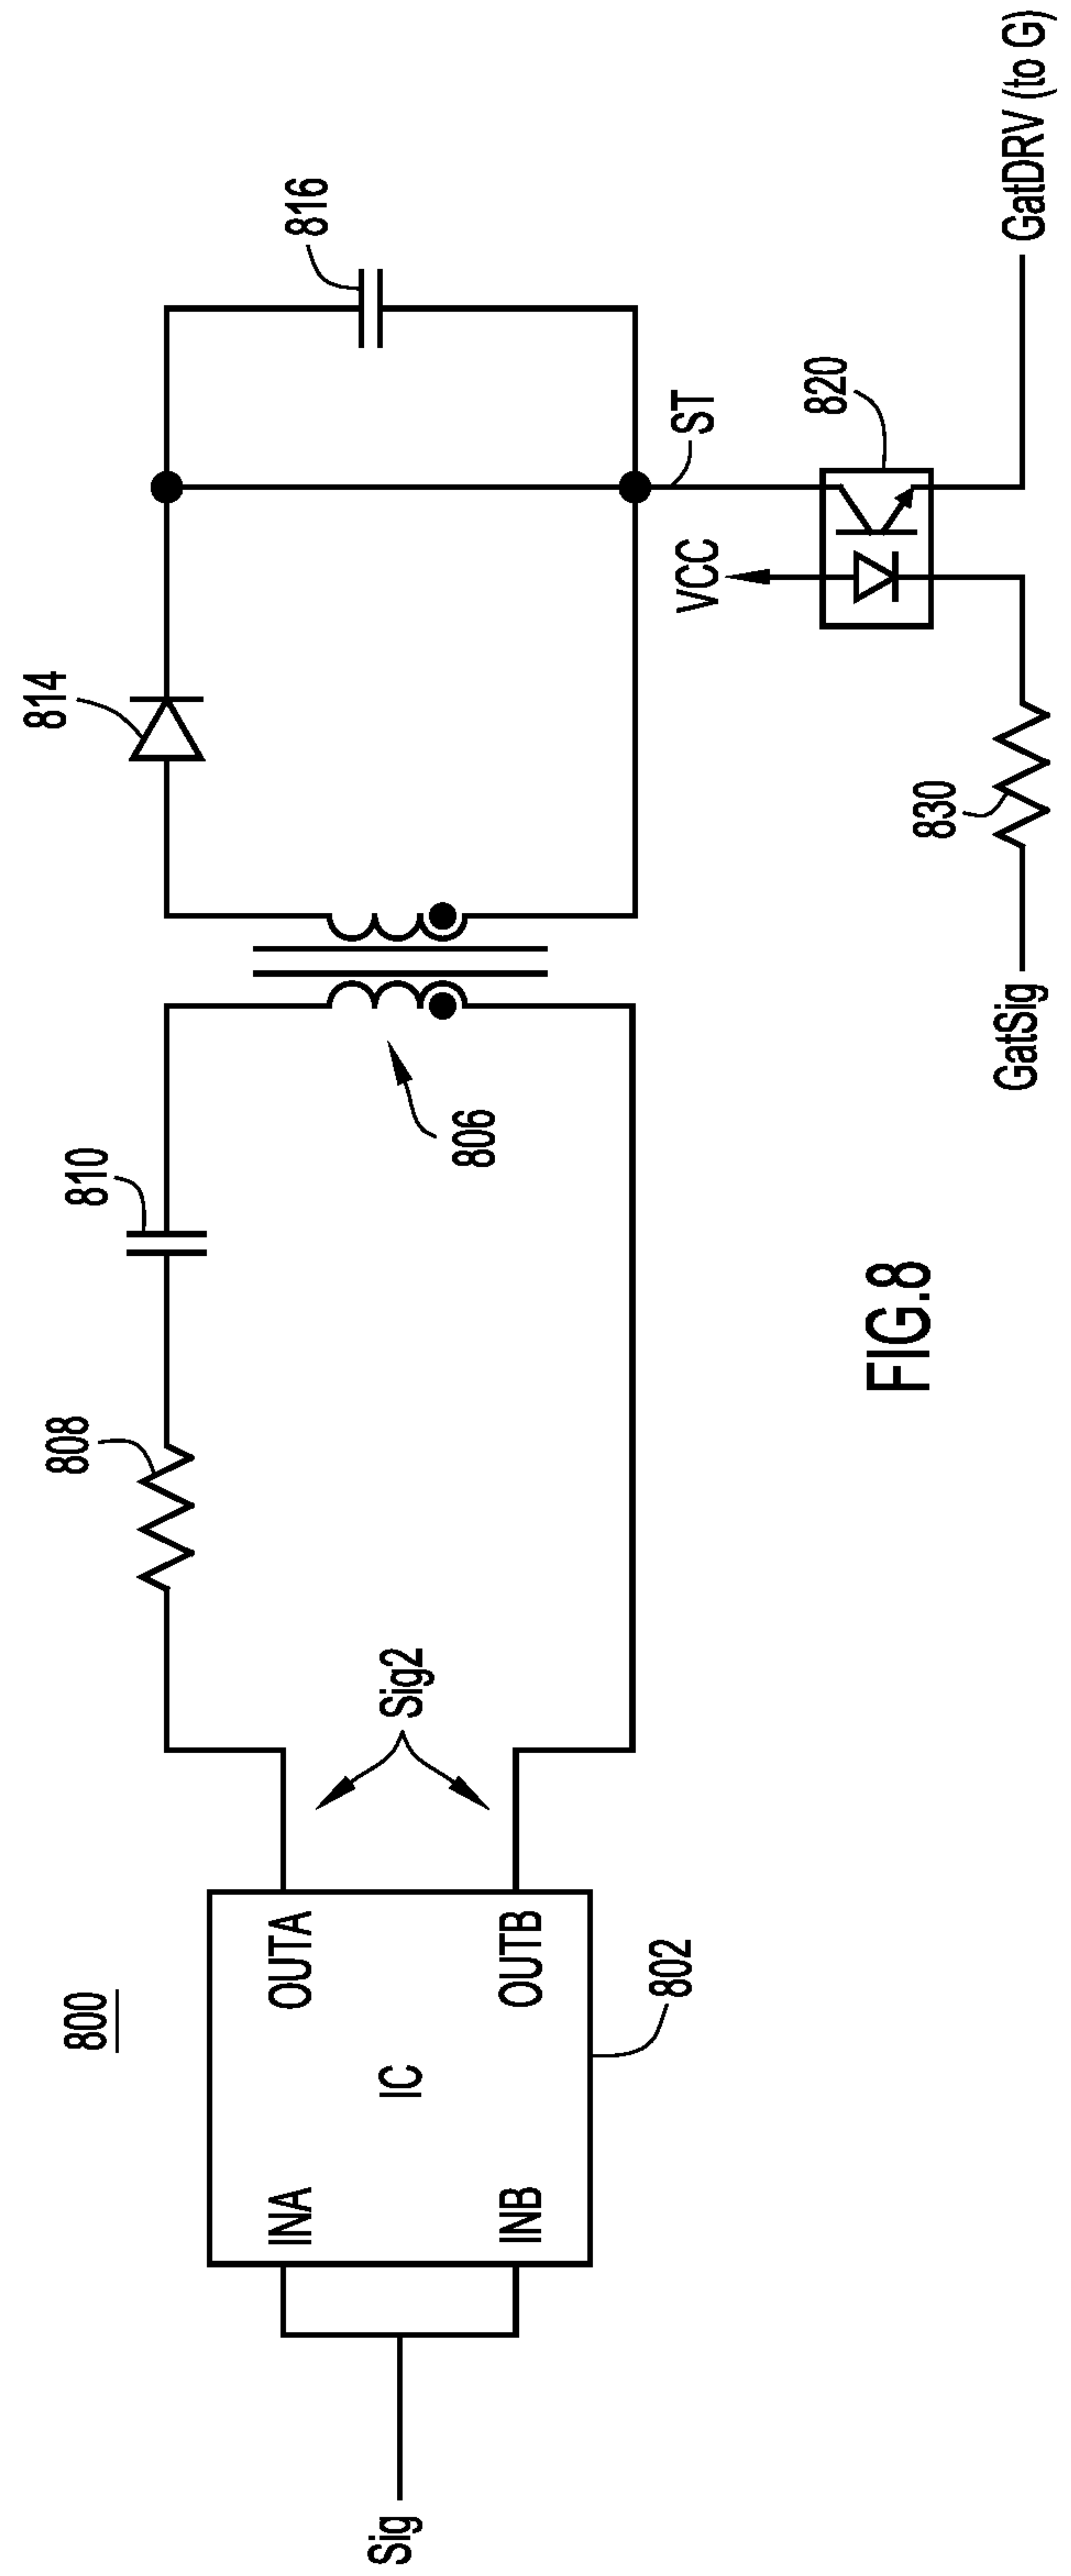 800
Sig
INA
INB
IC
OUTA
OUTB
802
Sig2
808
810
806
814
816
ST
VCC
820
830
GatSig
GatDRV (to G)
FIG.8